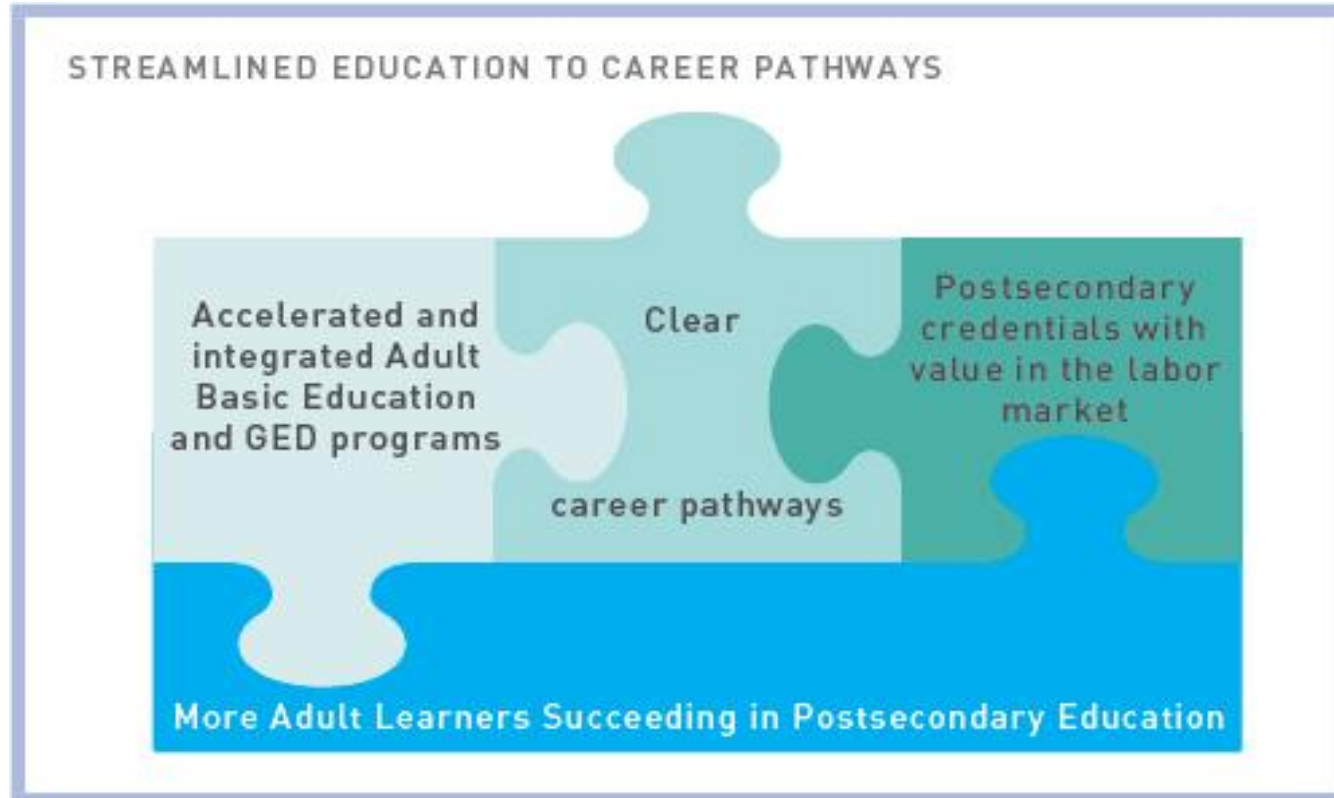 STREAMLINED EDUCATION TO CAREER PATHWAYS
Accelerated and
integrated Adult
Basic Education
and GED programs
Clear
career pathways
Postsecondary
credentials with
value in the labor
market
More Adult Learners Succeeding in Postsecondary Education